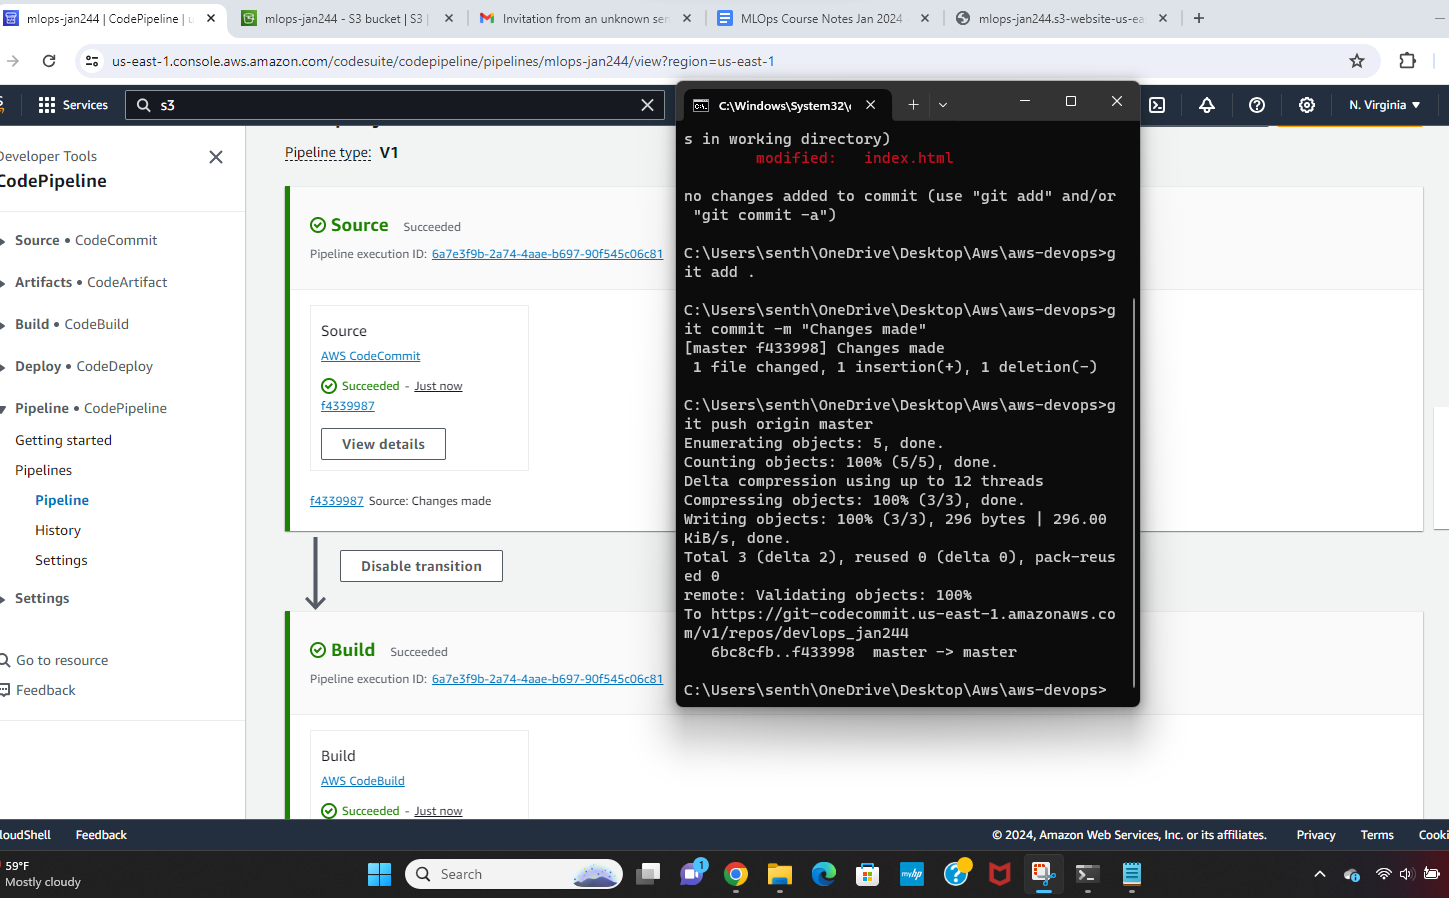 mlops-jan244 | CodePipeline | u
mlops-jan244 - S3 bucket | S3 |
Invitation from an unknown sen
MLOps Course Notes Jan 2024
mlops-jan244.s3-website-us-ea
us-east-1.console.aws.amazon.com/codesuite/codepipeline/pipelines/mlops-jan244/view?region=us-east-1
Services
s3
N. Virginia
Developer Tools
CodePipeline
Source • CodeCommit
Artifacts • CodeArtifact
Build • CodeBuild
Deploy • CodeDeploy
Pipeline • CodePipeline
Getting started
Pipelines
Pipeline
History
Settings
Settings
Go to resource
Feedback
Pipeline type: V1
Source Succeeded
Pipeline execution ID: 6a7e3f9b-2a74-4aae-b697-90f545c06c81
Source
AWS CodeCommit
Succeeded - Just now
f4339987
View details
f4339987 Source: Changes made
Disable transition
Build Succeeded
Pipeline execution ID: 6a7e3f9b-2a74-4aae-b697-90f545c06c81
Build
AWS CodeBuild
Succeeded - Just now
C:\Windows\System32\c
s in working directory)
modified: index.html
no changes added to commit (use "git add" and/or
"git commit -a")
C:\Users\senth\OneDrive\Desktop\Aws\aws-devops>g
it add .
C:\Users\senth\OneDrive\Desktop\Aws\aws-devops>g
it commit -m "Changes made"
[master f433998] Changes made
1 file changed, 1 insertion(+), 1 deletion(-)
C:\Users\senth\OneDrive\Desktop\Aws\aws-devops>g
it push origin master
Enumerating objects: 5, done.
Counting objects: 100% (5/5), done.
Delta compression using up to 12 threads
Compressing objects: 100% (3/3), done.
Writing objects: 100% (3/3), 296 bytes | 296.00
KiB/s, done.
Total 3 (delta 2), reused 0 (delta 0), pack-reus
ed 0
remote: Validating objects: 100%
To https://git-codecommit.us-east-1.amazonaws.co
m/v1/repos/devlops_jan244
6bc8cfb..f433998 master -> master
C:\Users\senth\OneDrive\Desktop\Aws\aws-devops>
loudShell
Feedback
© 2024, Amazon Web Services, Inc. or its affiliates.
Privacy
Terms
Cooki
59°F
Mostly cloudy
Search
1
myhp